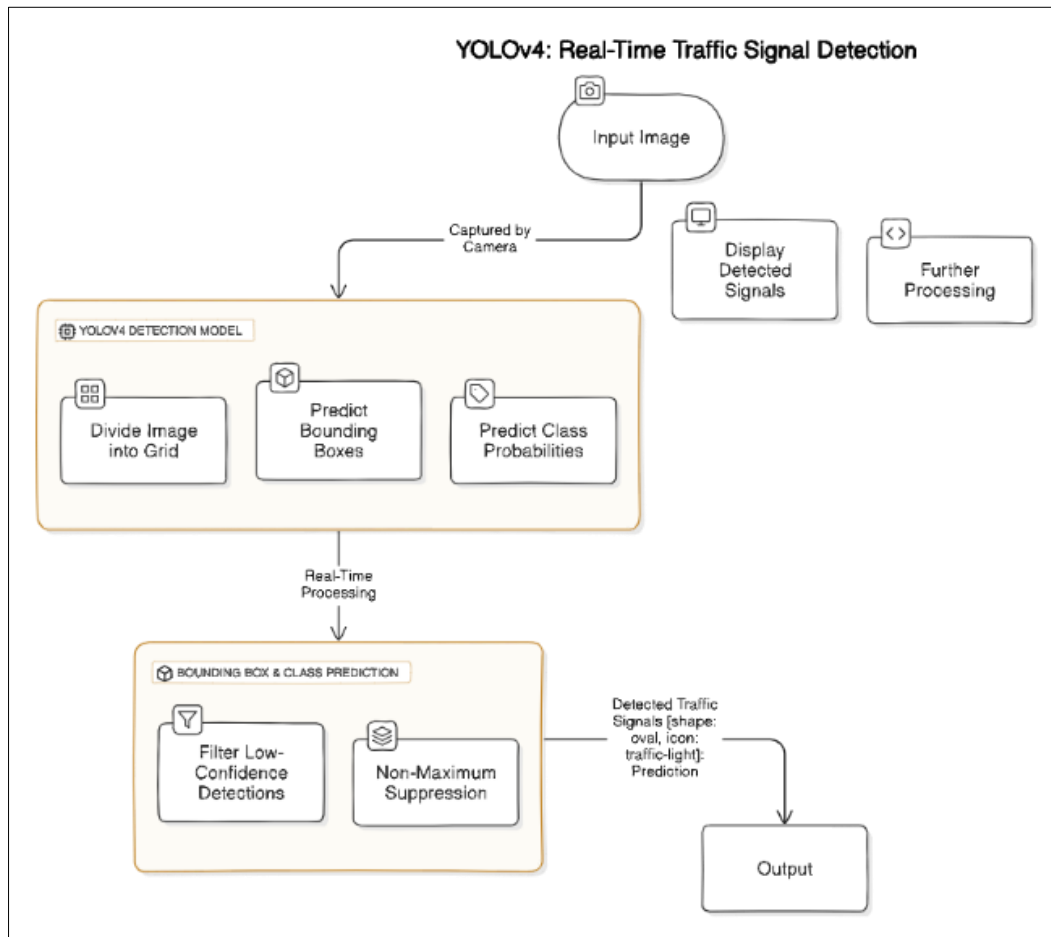 YOLOv4: Real-Time Traffic Signal Detection
Input Image
Captured by
Camera
Display
Detected
Signals
Further
Processing
YOLOV4 DETECTION MODEL
Divide Image
into Grid
Predict
Bounding
Boxes
Predict Class
Probabilities
Real-Time
Processing
BOUNDING BOX & CLASS PREDICTION
Filter Low-
Confidence
Detections
Non-Maximum
Suppression
Detected Traffic
Signals [shape:
oval, icon:
traffic-light]:
Prediction
Output